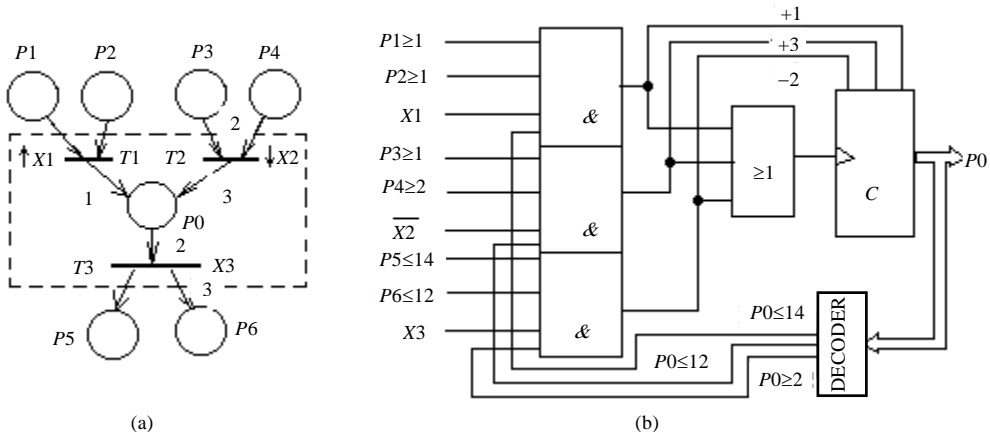 P1 P2 P3 P4
2
↑ X1 T1 T2 ↓ X2
1 3
P0
2
T3 X3
3
P5 P6
(a)
+1
+3
−2
P1≥1
P2≥1
X1
&
P3≥1
P4≥2
X2
&
P5≤14
P6≤12
X3
&
≥1
C
P0
P0≤14
P0≤12
P0≥2
DECODER
(b)